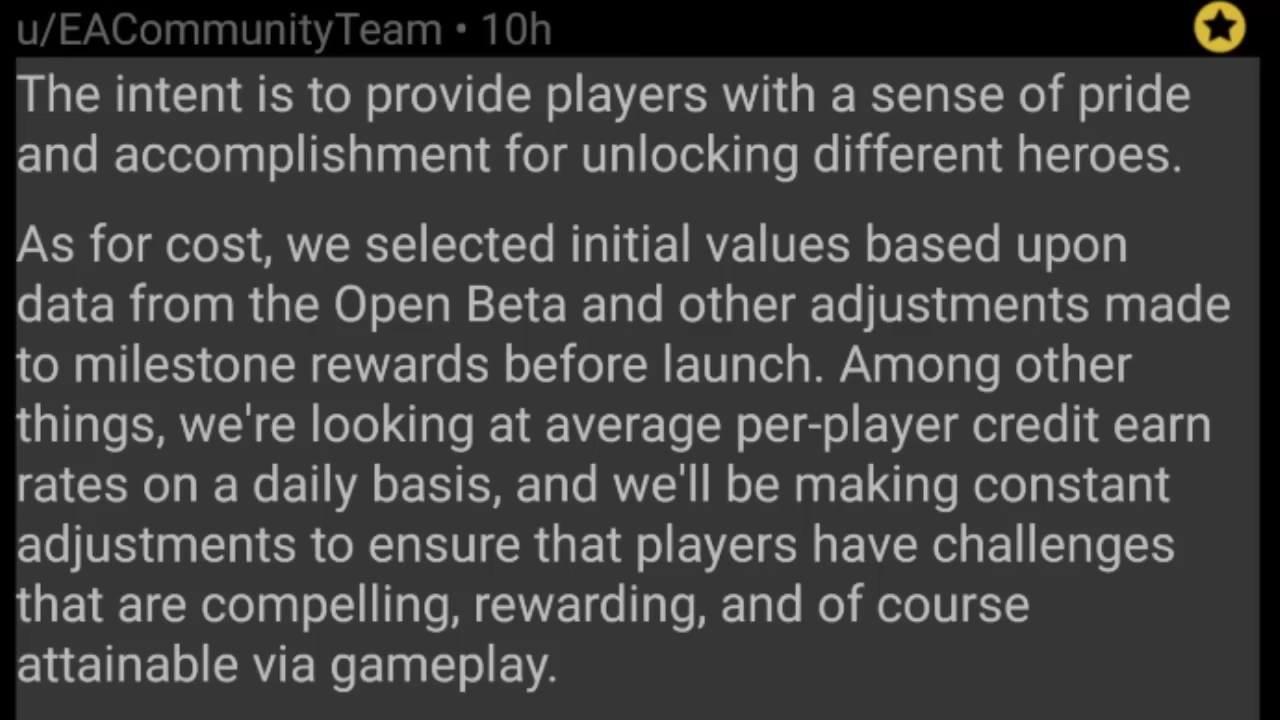 u/EACommunityTeam • 10h
The intent is to provide players with a sense of pride
and accomplishment for unlocking different heroes.
As for cost, we selected initial values based upon
data from the Open Beta and other adjustments made
to milestone rewards before launch. Among other
things, we're looking at average per-player credit earn
rates on a daily basis, and we'll be making constant
adjustments to ensure that players have challenges
that are compelling, rewarding, and of course
attainable via gameplay.